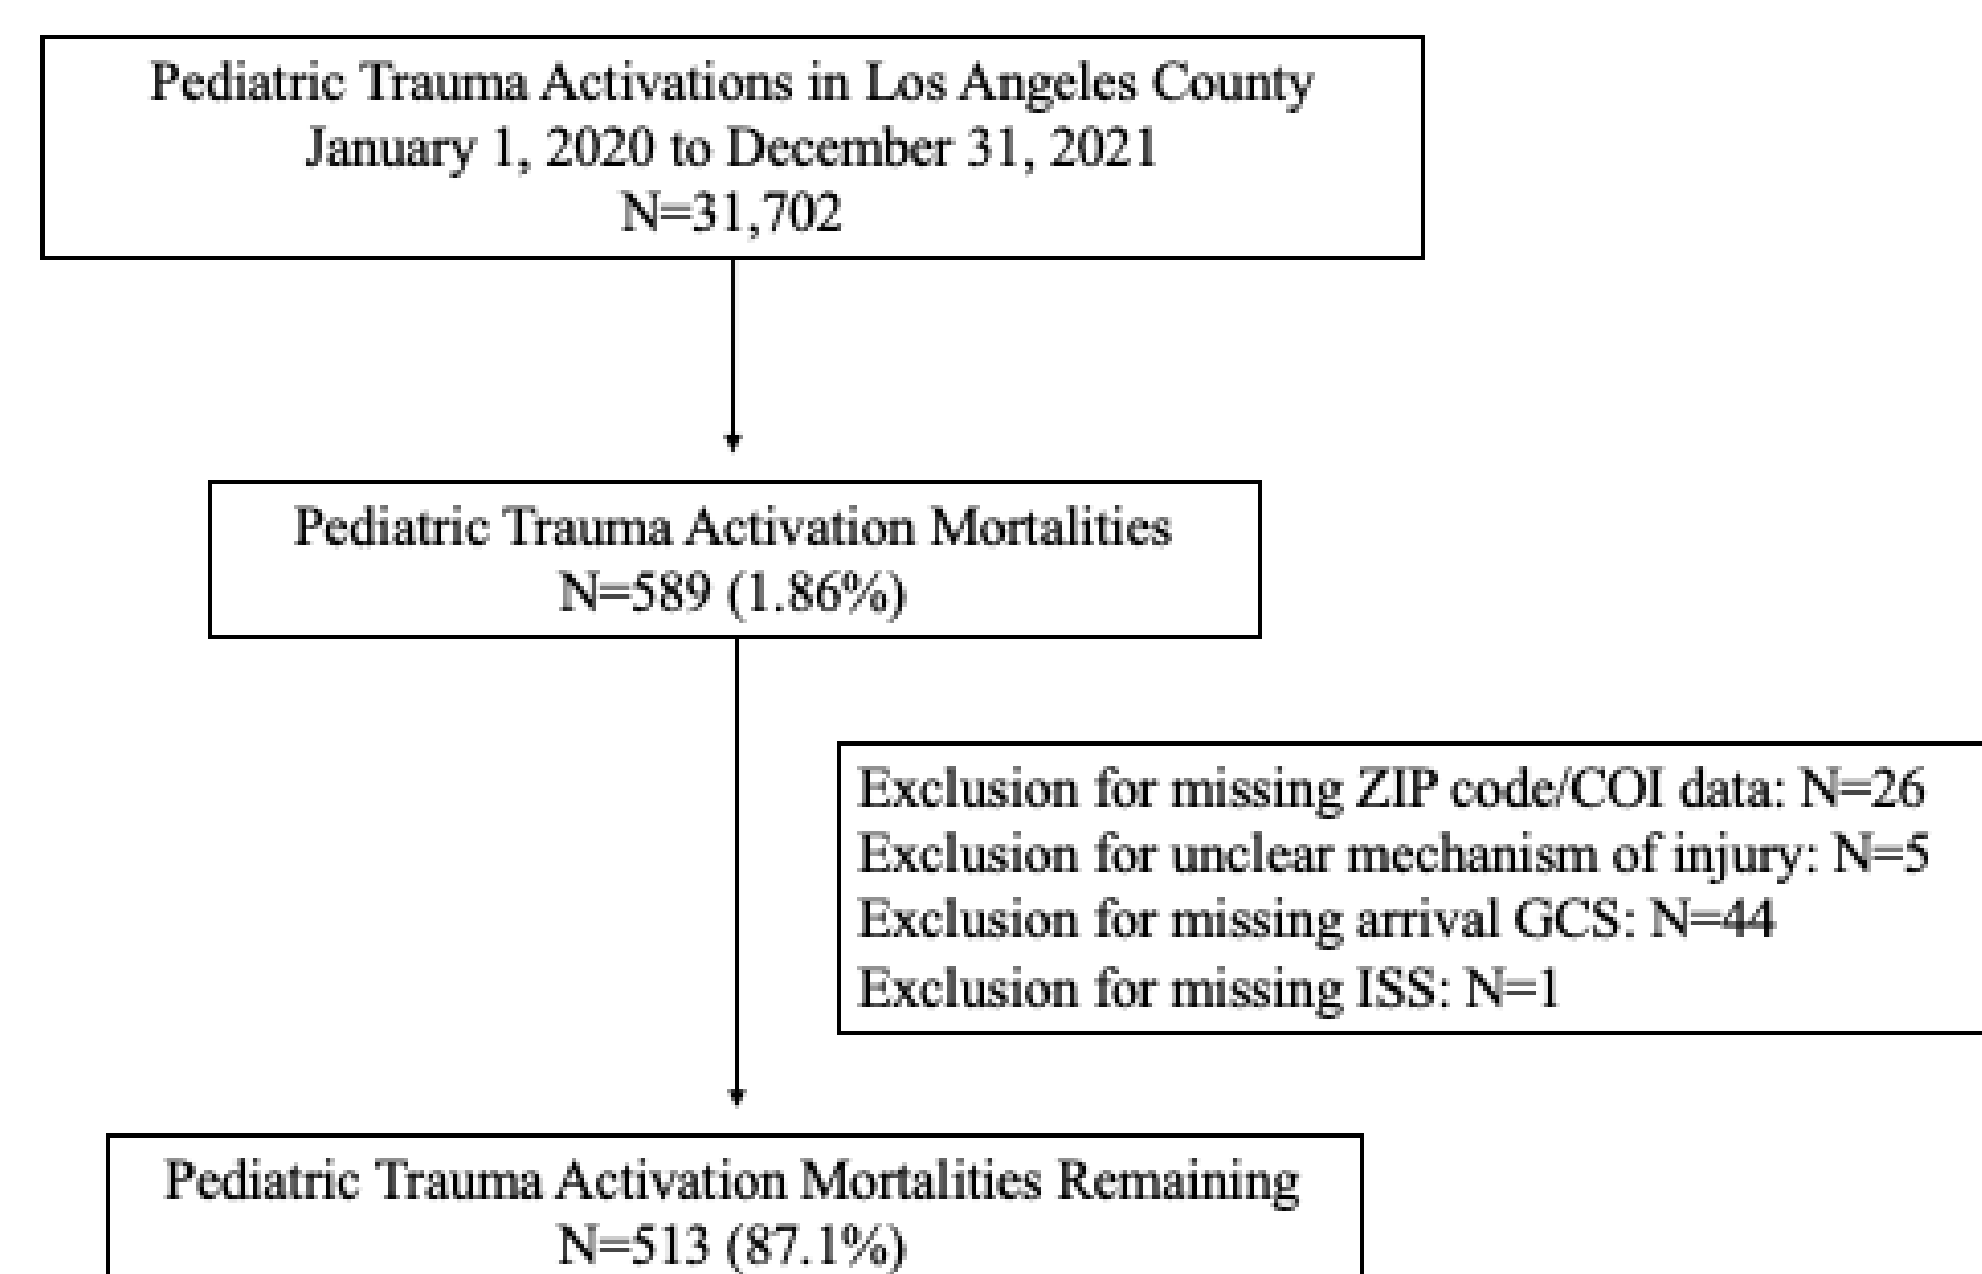 Pediatric Trauma Activations in Los Angeles County
January 1, 2020 to December 31, 2021
N=31,702
Pediatric Trauma Activation Mortalities
N=589 (1.86%)
Exclusion for missing ZIP code/COI data: N=26
Exclusion for unclear mechanism of injury: N=5
Exclusion for missing arrival GCS: N=44
Exclusion for missing ISS: N=1
Pediatric Trauma Activation Mortalities Remaining
N=513 (87.1%)